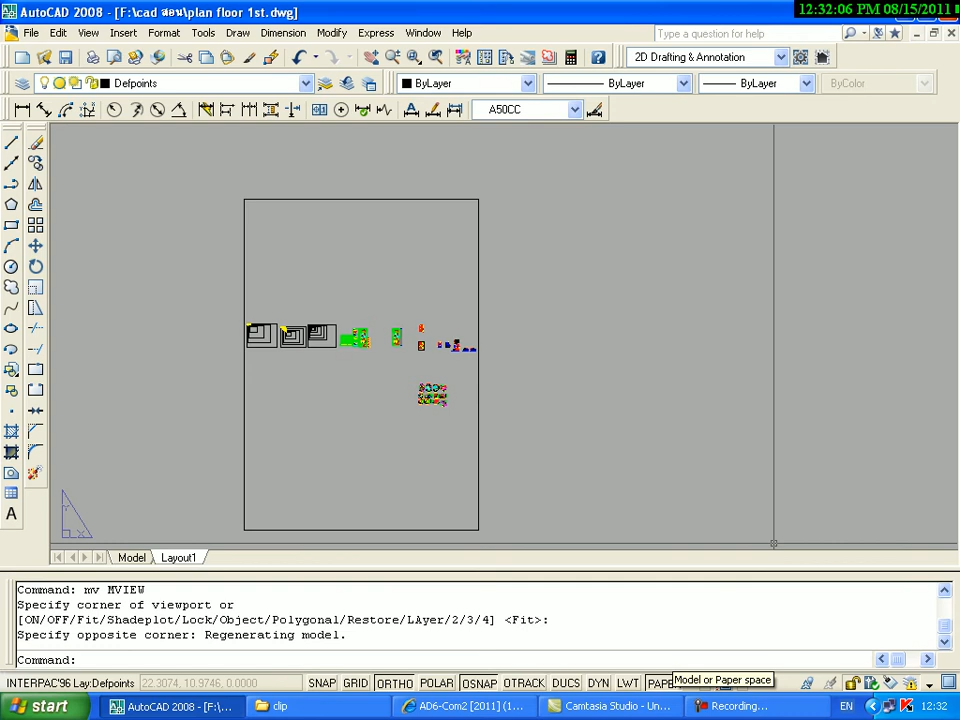 AutoCAD 2008 - [F:\cad สอน\plan floor 1st.dwg]
12:32:06 PM 08/15/2011
File Edit View Insert Format Tools Draw Dimension Modify Express Window Help
Type a question for help
2D Drafting & Annotation
Defpoints
ByLayer
ByLayer
ByLayer
ByColor
A50CC
Y
X
Model
Layout1
Command: mv MVIEW
Specify corner of viewport or
[ON/OFF/Fit/Shadeplot/Lock/Object/Polygonal/Restore/LAyer/2/3/4] <Fit>:
Specify opposite corner: Regenerating model.
Command:
INTERPAC'96 Lay:Defpoints
22.3074, 10.9746, 0.0000
SNAP GRID ORTHO POLAR OSNAP OTRACK DUCS DYN LWT PAPE
Model or Paper space
start
AutoCAD 2008 - [F:\...
clip
AD6-Com2 [2011] (1...
Camtasia Studio - Un...
Recording...
EN
12:32